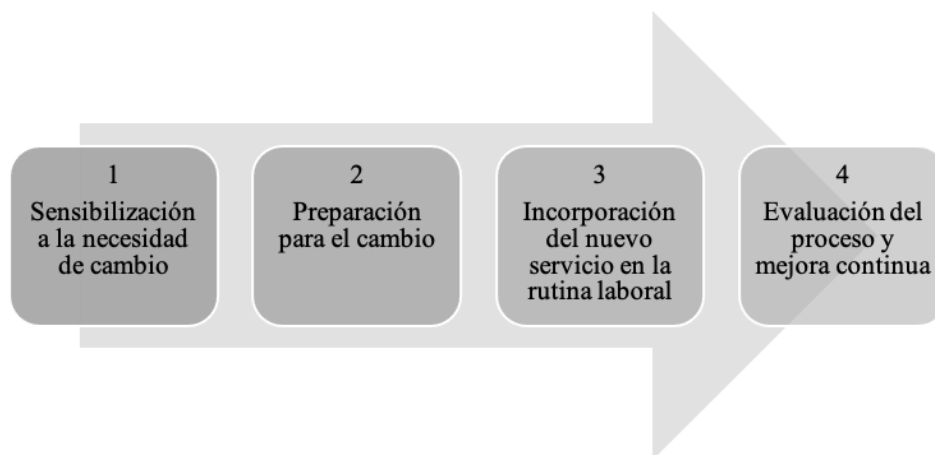 1
Sensibilización
a la necesidad
de cambio
2
Preparación
para el cambio
3
Incorporación
del nuevo
servicio en la
rutina laboral
4
Evaluación del
proceso y
mejora continua